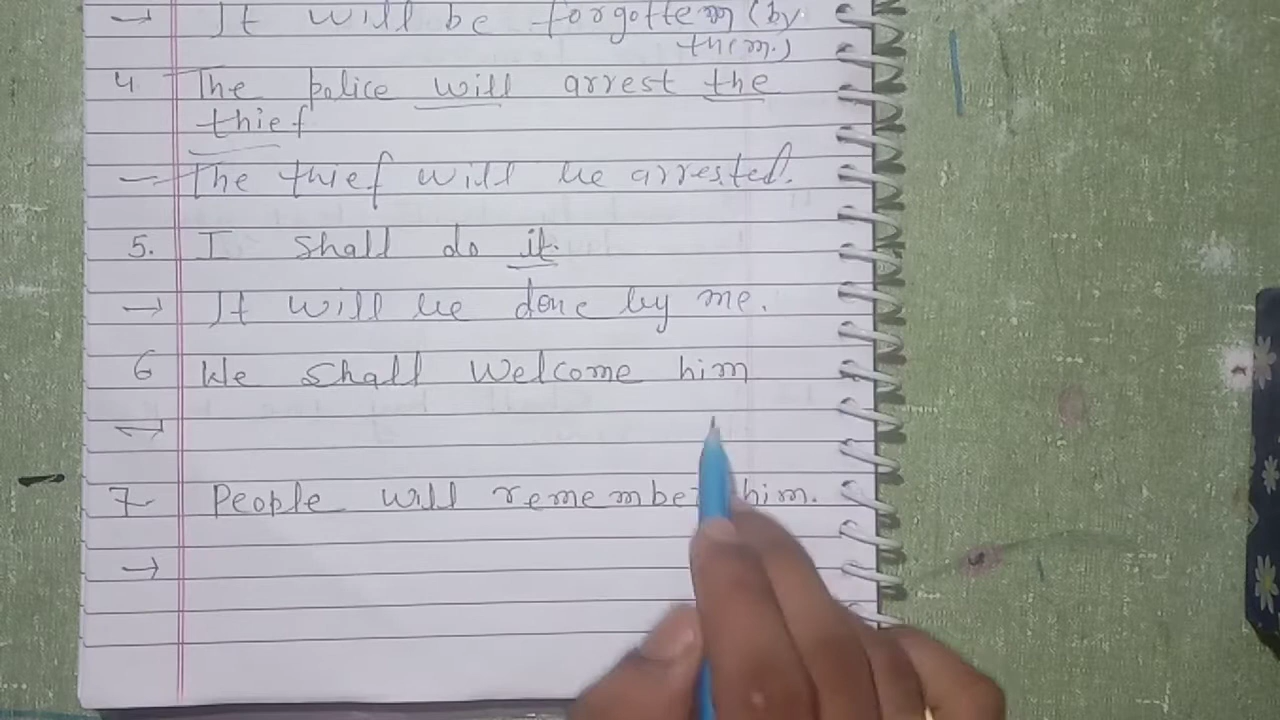 → It will be forgotten (by
them.)
4 The police will arrest the
thief
— The thief will be arrested.
5. I shall do it.
→ It will be done by me.
6 We shall welcome him
→
7 People will remember him.
→